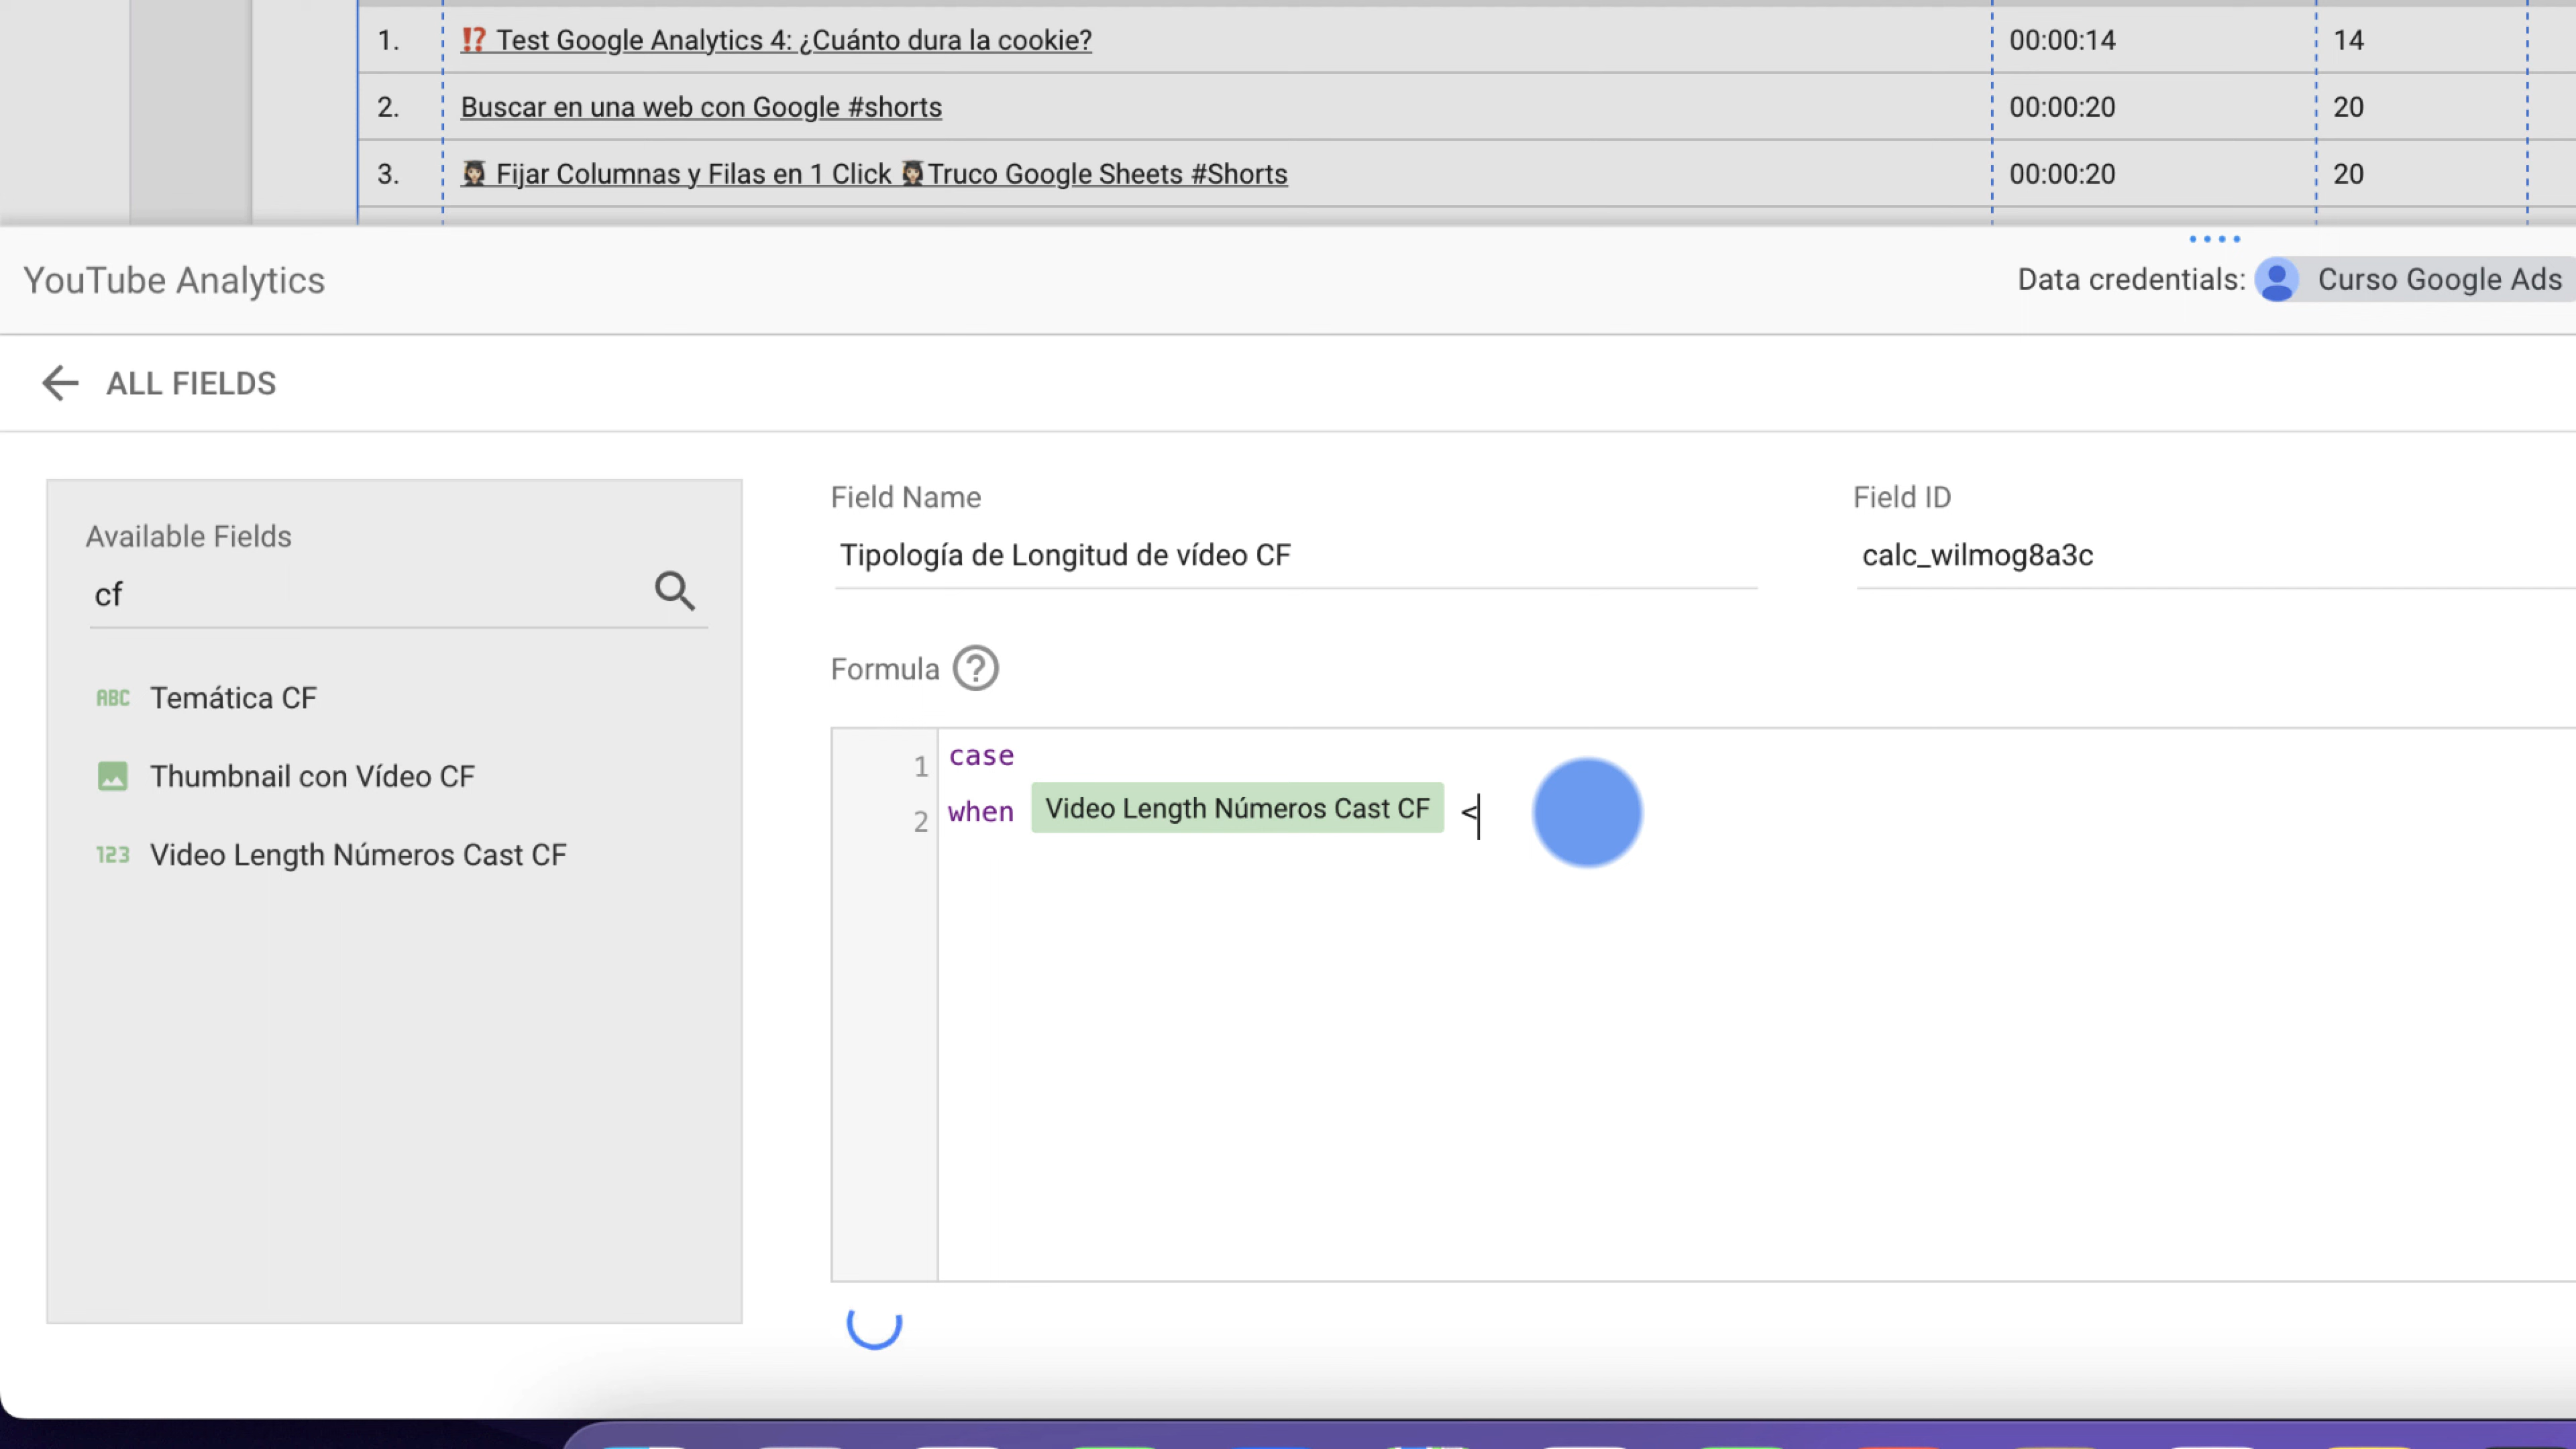 1. ⁉️ Test Google Analytics 4: ¿Cuánto dura la cookie? 00:00:14 14
2. Buscar en una web con Google #shorts 00:00:20 20
3. 👩🏻‍🎓 Fijar Columnas y Filas en 1 Click 👩🏻‍🎓Truco Google Sheets #Shorts 00:00:20 20
YouTube Analytics
Data credentials: Curso Google Ads
ALL FIELDS
Available Fields
cf
ABC Temática CF
Thumbnail con Vídeo CF
123 Video Length Números Cast CF
Field Name
Tipología de Longitud de vídeo CF
Field ID
calc_wilmog8a3c
Formula ?
1 case
2 when Video Length Números Cast CF <